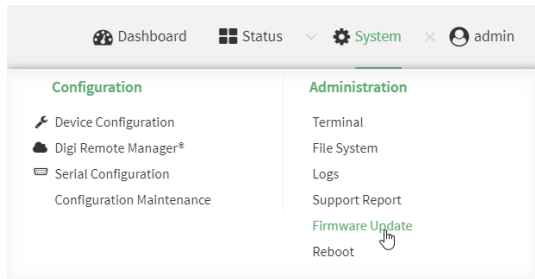 Dashboard Status System admin
Configuration
Device Configuration
Digi Remote Manager®
Serial Configuration
Configuration Maintenance
Administration
Terminal
File System
Logs
Support Report
Firmware Update
Reboot